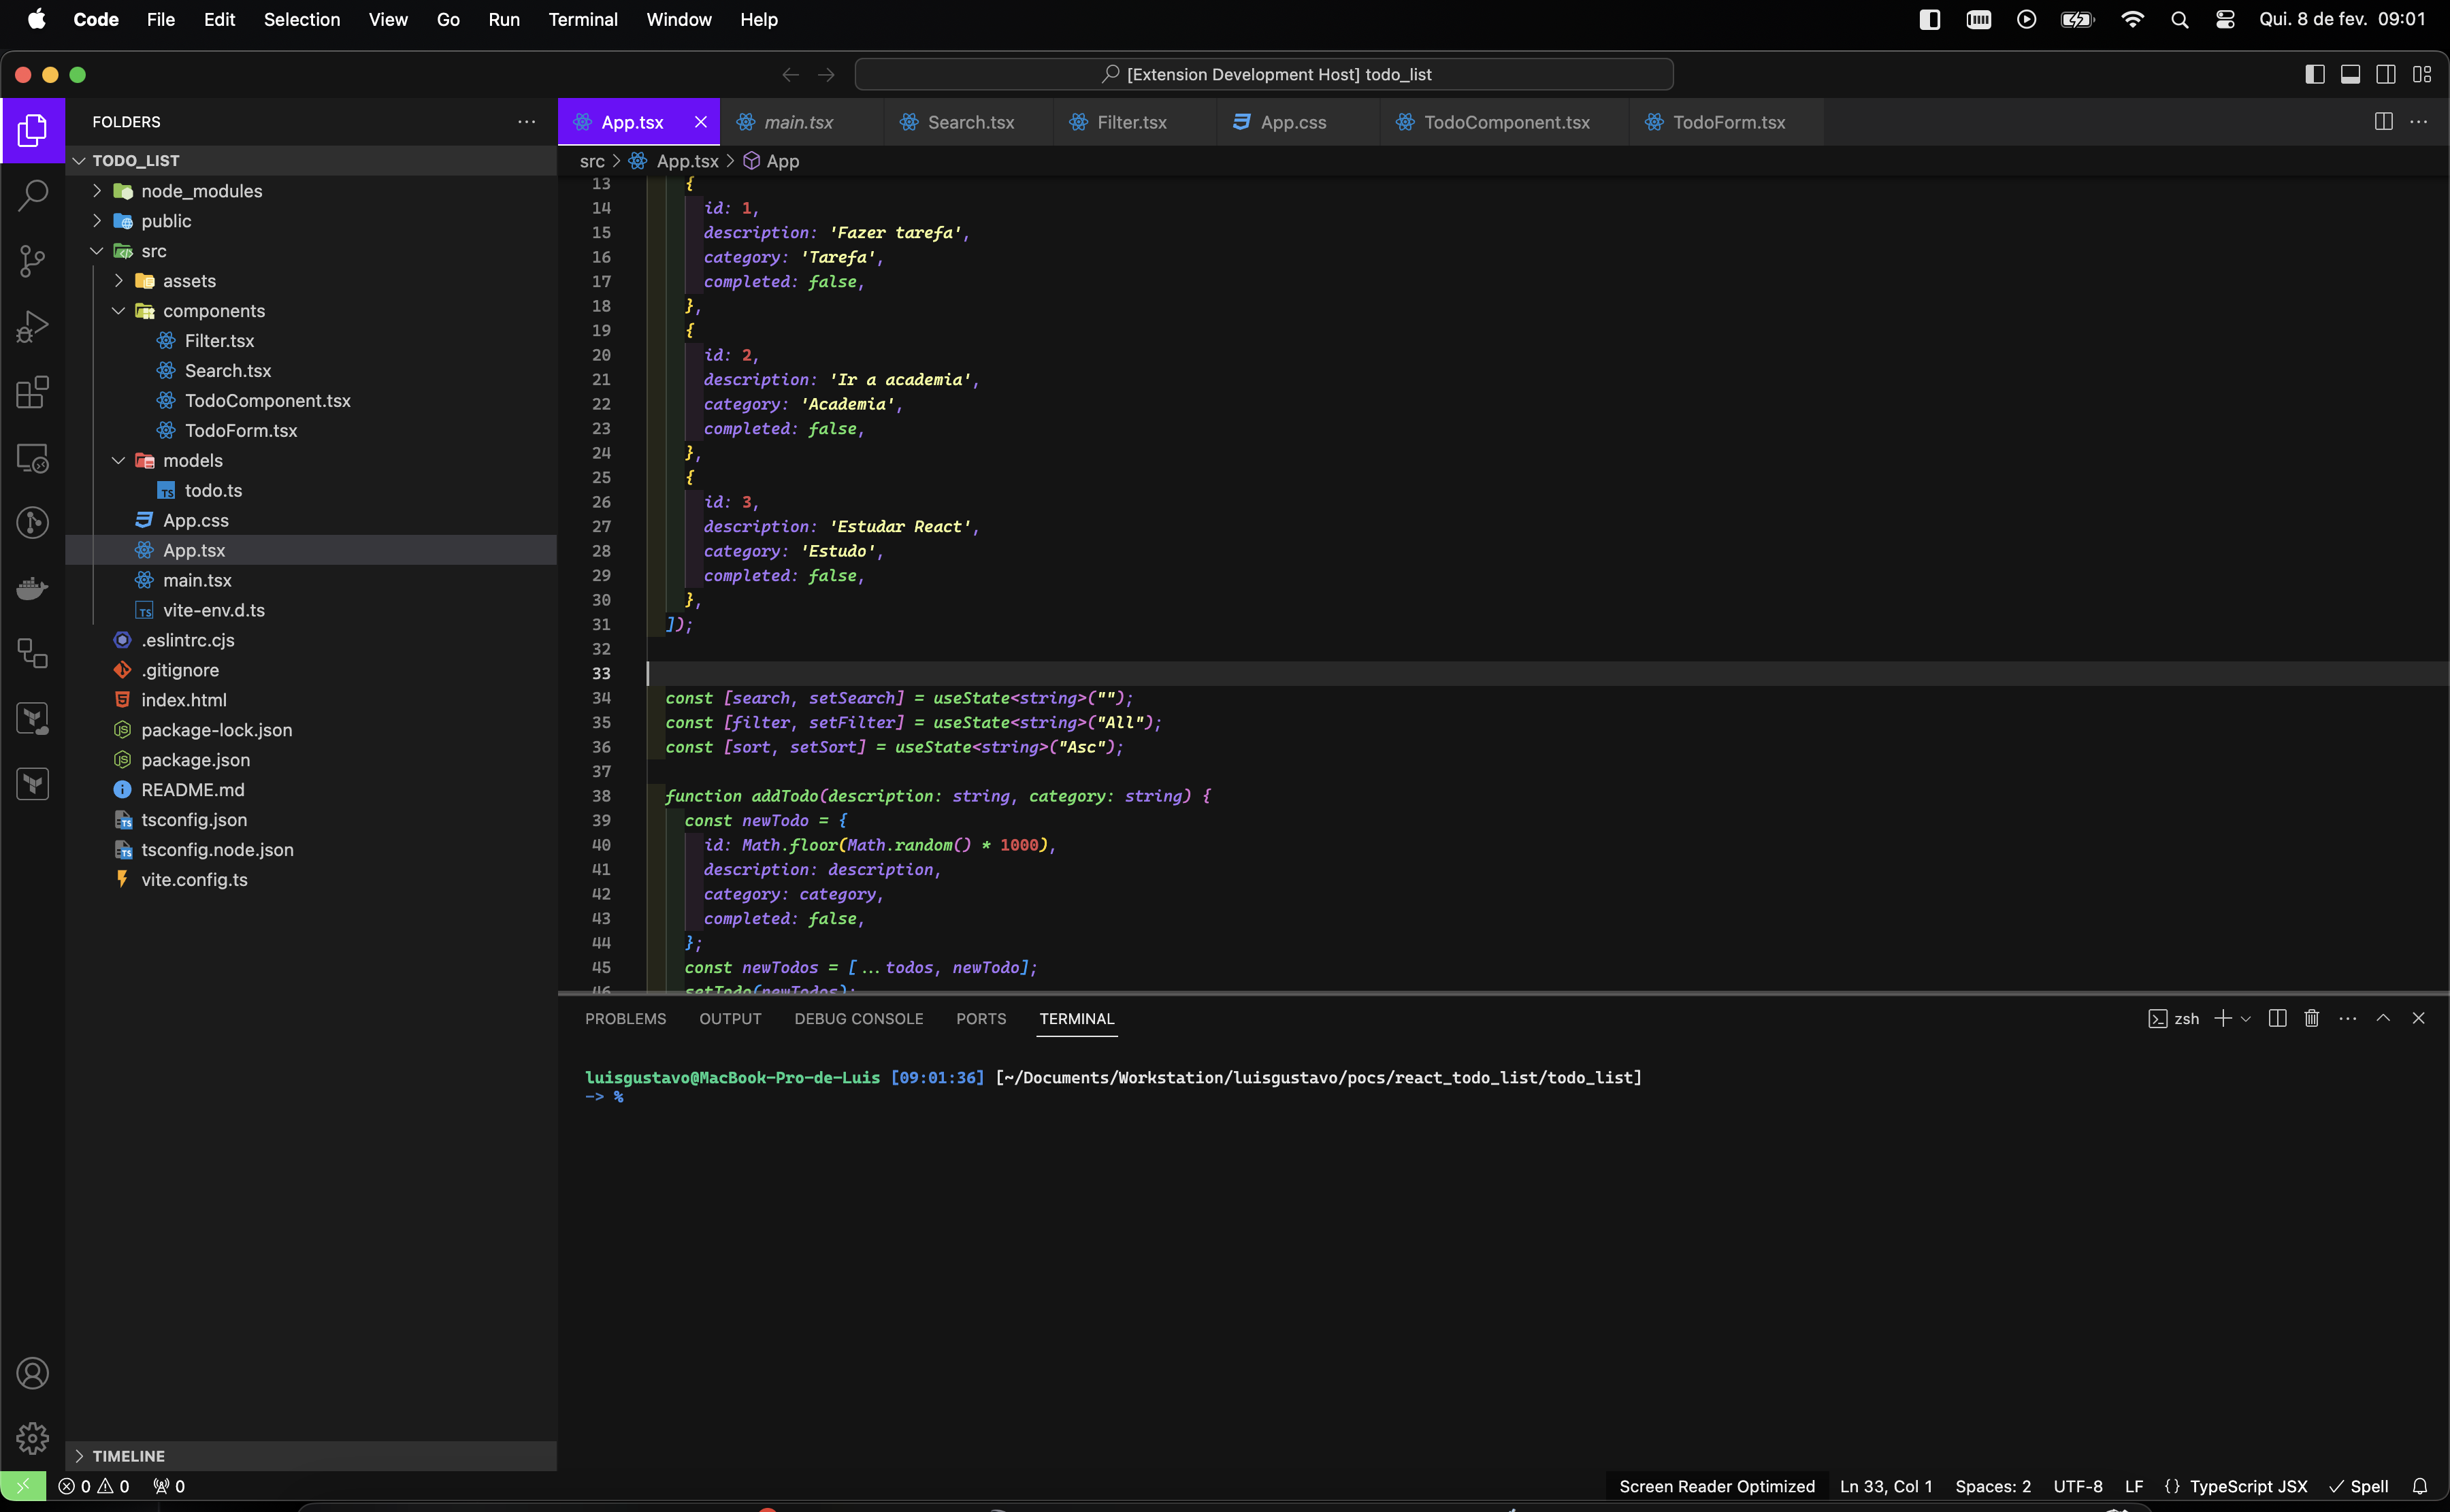 Code File Edit Selection View Go Run Terminal Window Help Qui. 8 de fev. 09:01
[Extension Development Host] todo_list
FOLDERS
TODO_LIST
node_modules
public
src
assets
components
Filter.tsx
Search.tsx
TodoComponent.tsx
TodoForm.tsx
models
todo.ts
App.css
App.tsx
main.tsx
vite-env.d.ts
.eslintrc.cjs
.gitignore
index.html
package-lock.json
package.json
README.md
tsconfig.json
tsconfig.node.json
vite.config.ts
TIMELINE
App.tsx main.tsx Search.tsx Filter.tsx App.css TodoComponent.tsx TodoForm.tsx
src > App.tsx > App
13 {
14 id: 1,
15 description: 'Fazer tarefa',
16 category: 'Tarefa',
17 completed: false,
18 },
19 {
20 id: 2,
21 description: 'Ir a academia',
22 category: 'Academia',
23 completed: false,
24 },
25 {
26 id: 3,
27 description: 'Estudar React',
28 category: 'Estudo',
29 completed: false,
30 },
31 ]);
32
33
34 const [search, setSearch] = useState<string>("");
35 const [filter, setFilter] = useState<string>("All");
36 const [sort, setSort] = useState<string>("Asc");
37
38 function addTodo(description: string, category: string) {
39 const newTodo = {
40 id: Math.floor(Math.random() * 1000),
41 description: description,
42 category: category,
43 completed: false,
44 };
45 const newTodos = [...todos, newTodo];
46 setTodo(newTodos);
PROBLEMS OUTPUT DEBUG CONSOLE PORTS TERMINAL zsh
luisgustavo@MacBook-Pro-de-Luis [09:01:36] [~/Documents/Workstation/luisgustavo/pocs/react_todo_list/todo_list]
-> %
0 0 0 Screen Reader Optimized Ln 33, Col 1 Spaces: 2 UTF-8 LF {} TypeScript JSX Spell